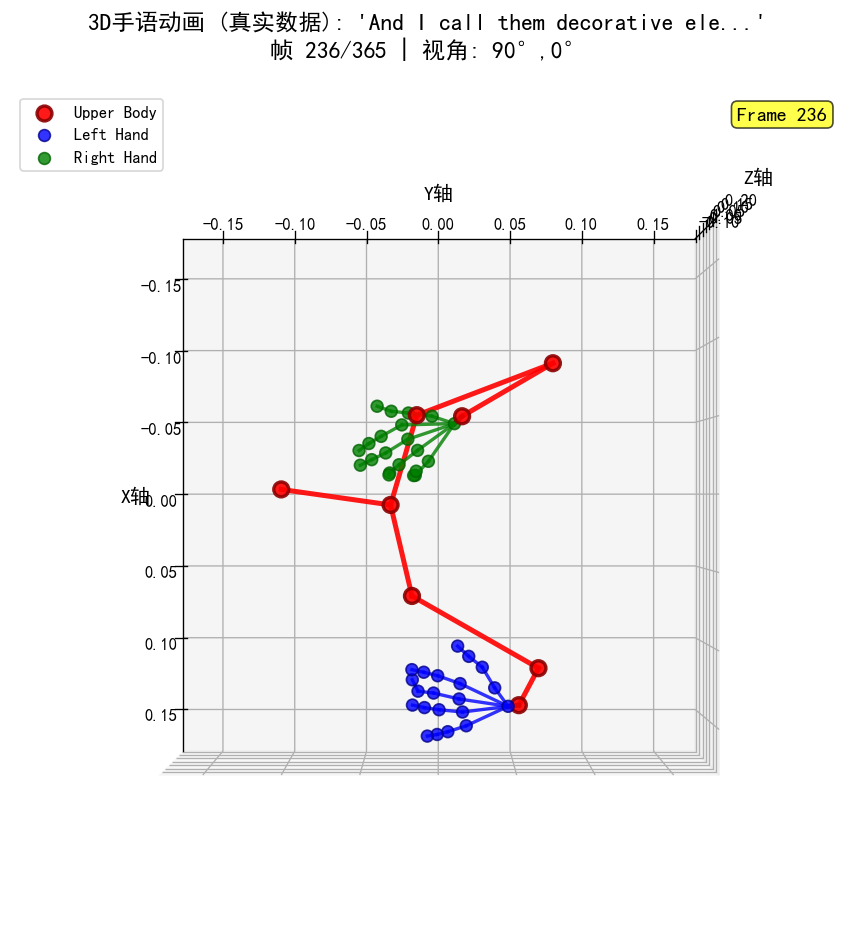 3D手语动画 (真实数据): 'And I call them decorative ele...'
帧 236/365 | 视角: 90°,0°
Upper Body
Left Hand
Right Hand
Frame 236
Z轴
Y轴
−0.15 −0.10 −0.05 0.00 0.05 0.10 0.15
−0.15
−0.10
−0.05
X轴
0.00
0.05
0.10
0.15